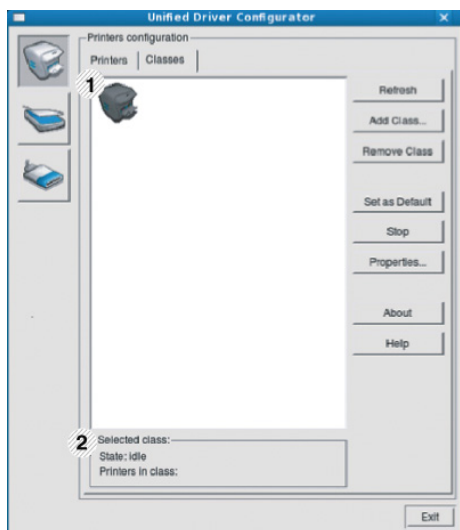 Unified Driver Configurator
Printers configuration
Printers Classes
1
Refresh
Add Class...
Remove Class
Set as Default
Stop
Properties...
About
Help
2 Selected class:
State: idle
Printers in class:
Exit